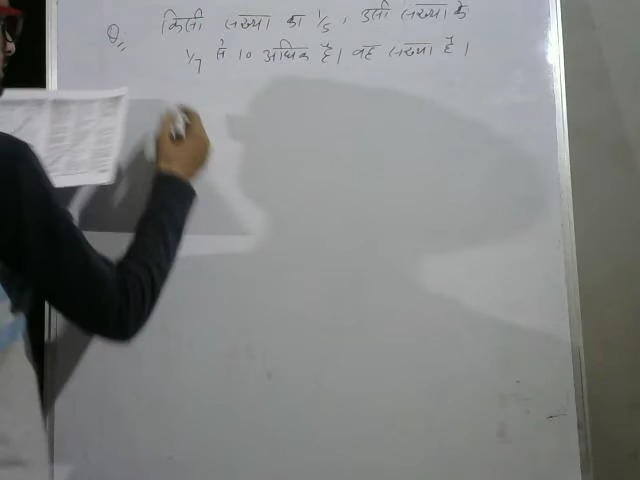 Q. किसी संख्या का 1/5, उसी संख्या के
1/7 से 10 अधिक है। वह संख्या है।